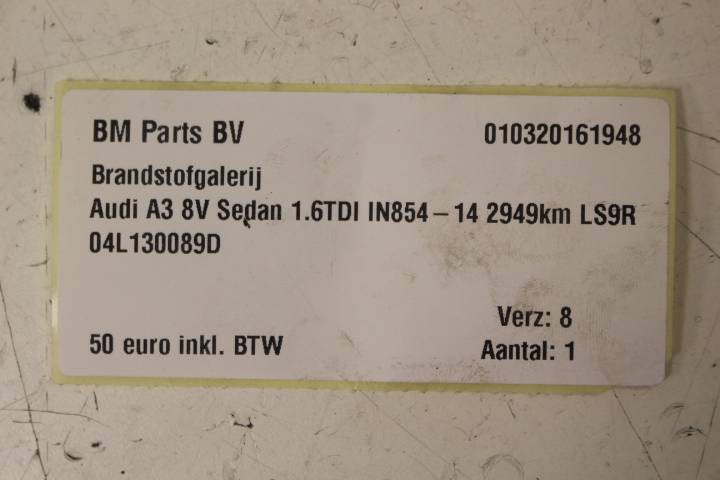 BM Parts BV 010320161948
Brandstofgalerij
Audi A3 8V Sedan 1.6TDI IN854-14 2949km LS9R
04L130089D
Verz: 8
50 euro inkl. BTW Aantal: 1